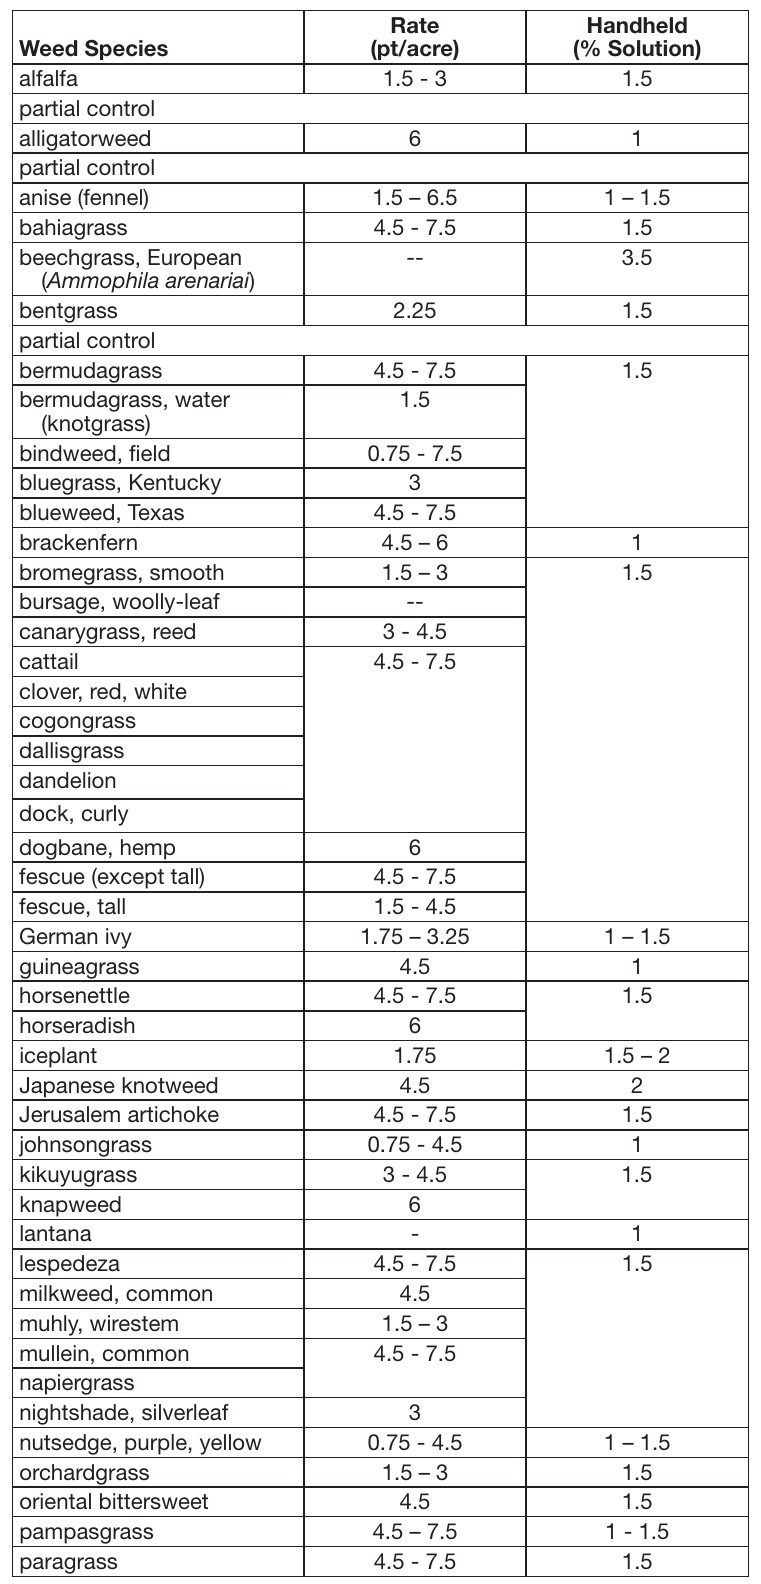 Weed Species Rate (pt/acre) Handheld (% Solution)
alfalfa 1.5 - 3 1.5
partial control
alligatorweed 6 1
partial control
anise (fennel) 1.5 – 6.5 1 – 1.5
bahiagrass 4.5 - 7.5 1.5
beechgrass, European -- 3.5
(Ammophila arenariai)
bentgrass 2.25 1.5
partial control
bermudagrass 4.5 - 7.5 1.5
bermudagrass, water 1.5
(knotgrass)
bindweed, field 0.75 - 7.5
bluegrass, Kentucky 3
blueweed, Texas 4.5 - 7.5
brackenfern 4.5 – 6 1
bromegrass, smooth 1.5 – 3 1.5
bursage, woolly-leaf --
canarygrass, reed 3 - 4.5
cattail 4.5 - 7.5
clover, red, white
cogongrass
dallisgrass
dandelion
dock, curly
dogbane, hemp 6
fescue (except tall) 4.5 - 7.5
fescue, tall 1.5 - 4.5
German ivy 1.75 – 3.25 1 – 1.5
guineagrass 4.5 1
horsenettle 4.5 - 7.5 1.5
horseradish 6
iceplant 1.75 1.5 – 2
Japanese knotweed 4.5 2
Jerusalem artichoke 4.5 - 7.5 1.5
johnsongrass 0.75 - 4.5 1
kikuyugrass 3 - 4.5 1.5
knapweed 6
lantana - 1
lespedeza 4.5 - 7.5 1.5
milkweed, common 4.5
muhly, wirestem 1.5 – 3
mullein, common 4.5 - 7.5
napiergrass
nightshade, silverleaf 3
nutsedge, purple, yellow 0.75 - 4.5 1 – 1.5
orchardgrass 1.5 – 3 1.5
oriental bittersweet 4.5 1.5
pampasgrass 4.5 – 7.5 1 - 1.5
paragrass 4.5 - 7.5 1.5